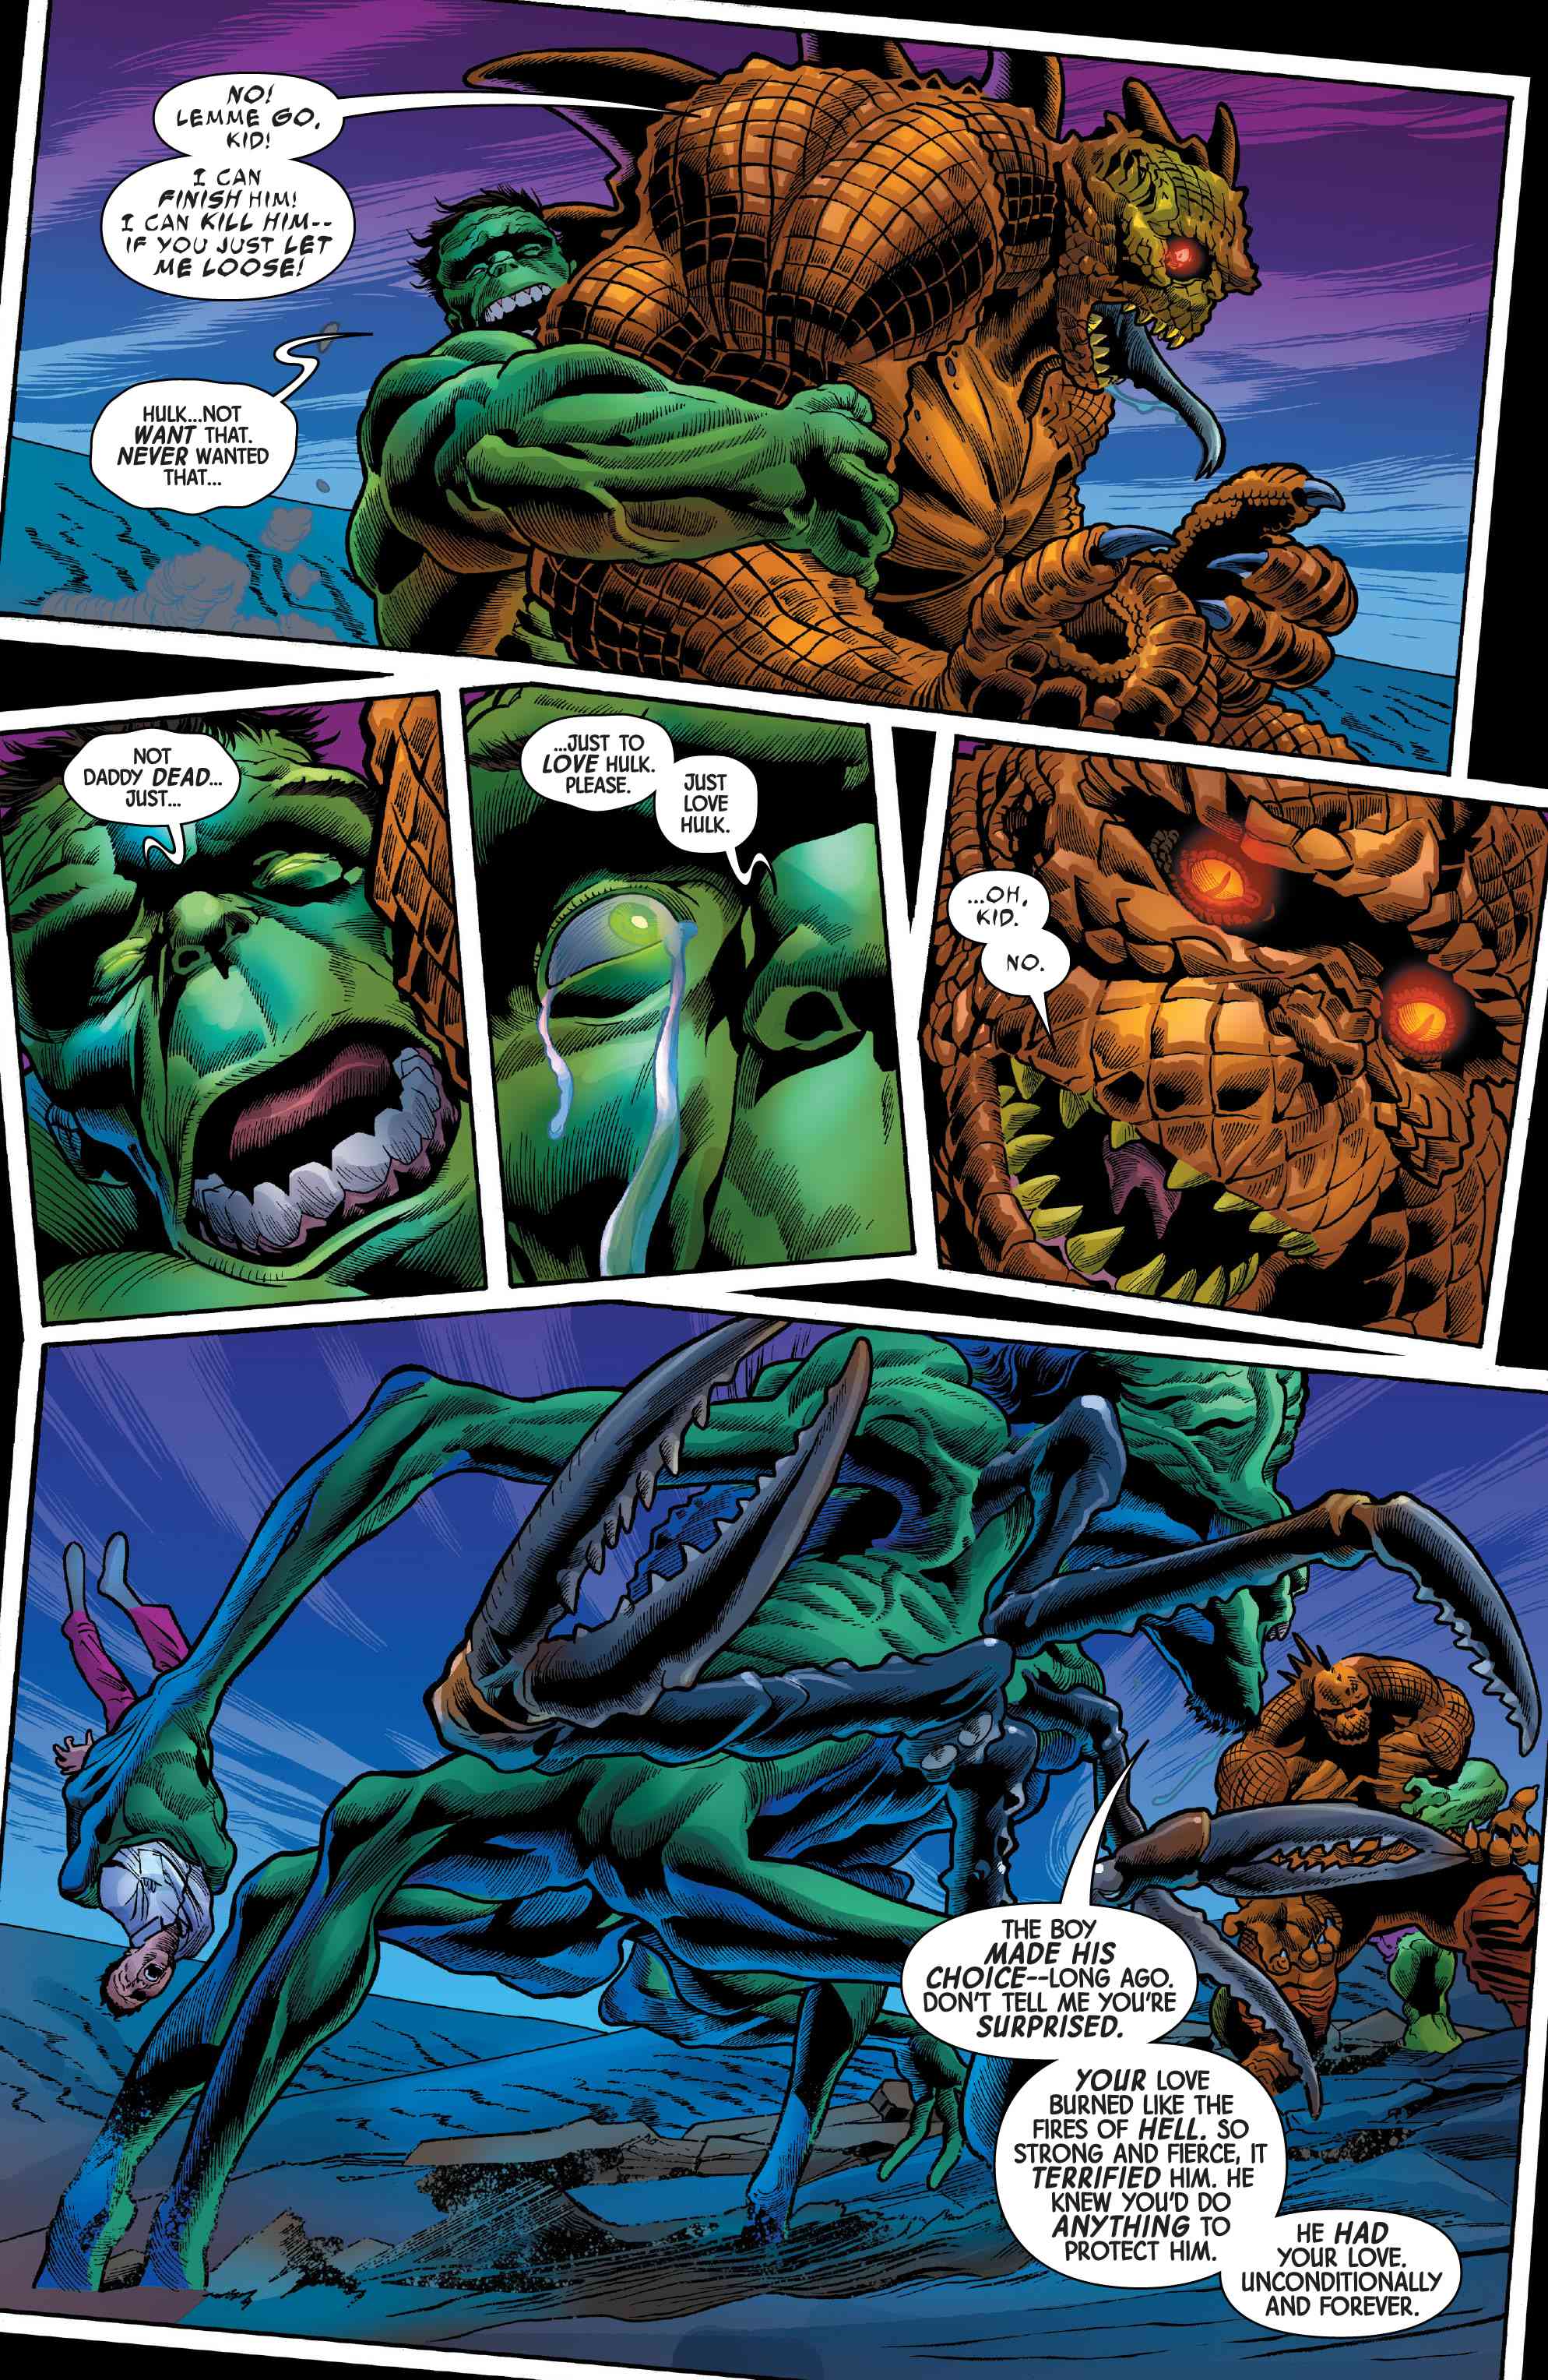 NO!
LEMME GO,
KID!
I CAN
FINISH HIM!
I CAN KILL HIM--
IF YOU JUST LET
ME LOOSE!
HULK...NOT
WANT THAT.
NEVER WANTED
THAT...
NOT
DADDY DEAD...
JUST...
...JUST TO
LOVE HULK.
PLEASE.
JUST
LOVE
HULK.
...OH,
KID.
NO.
THE BOY
MADE HIS
CHOICE--LONG AGO.
DON'T TELL ME YOU'RE
SURPRISED.
YOUR LOVE
BURNED LIKE THE
FIRES OF HELL. SO
STRONG AND FIERCE, IT
TERRIFIED HIM. HE
KNEW YOU'D DO
ANYTHING TO
PROTECT HIM.
HE HAD
YOUR LOVE.
UNCONDITIONALLY
AND FOREVER.